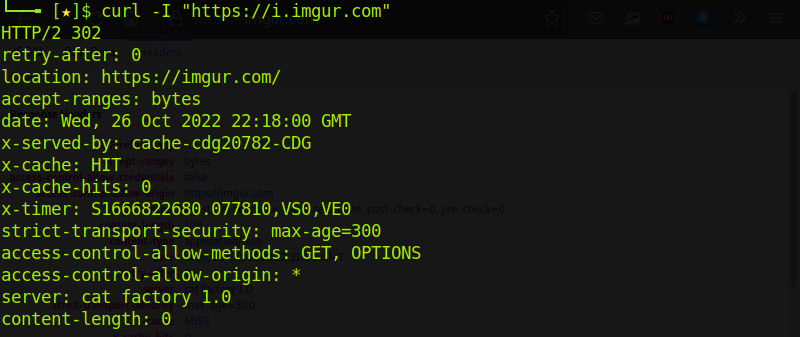 [★]$ curl -I "https://i.imgur.com"
HTTP/2 302
retry-after: 0
location: https://imgur.com/
accept-ranges: bytes
date: Wed, 26 Oct 2022 22:18:00 GMT
x-served-by: cache-cdg20782-CDG
x-cache: HIT
x-cache-hits: 0
x-timer: S1666822680.077810,VS0,VE0
strict-transport-security: max-age=300
access-control-allow-methods: GET, OPTIONS
access-control-allow-origin: *
server: cat factory 1.0
content-length: 0